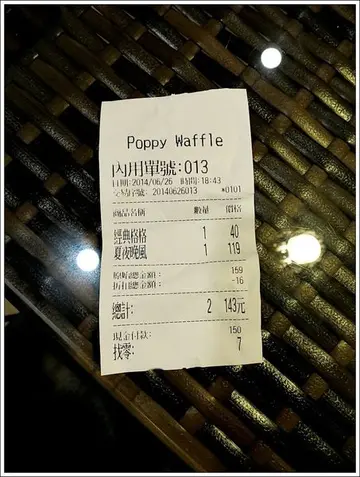 Poppy Waffle
內用單號:013
日期:2014/06/26 時間:18:43
交易序號: 20140626013 *0101
商品名稱 數量 價格
經典格格 1 40
夏夜晚風 1 119
原始總金額: 159
折扣總金額: -16
總計: 2 143元
現金付款: 150
找零: 7